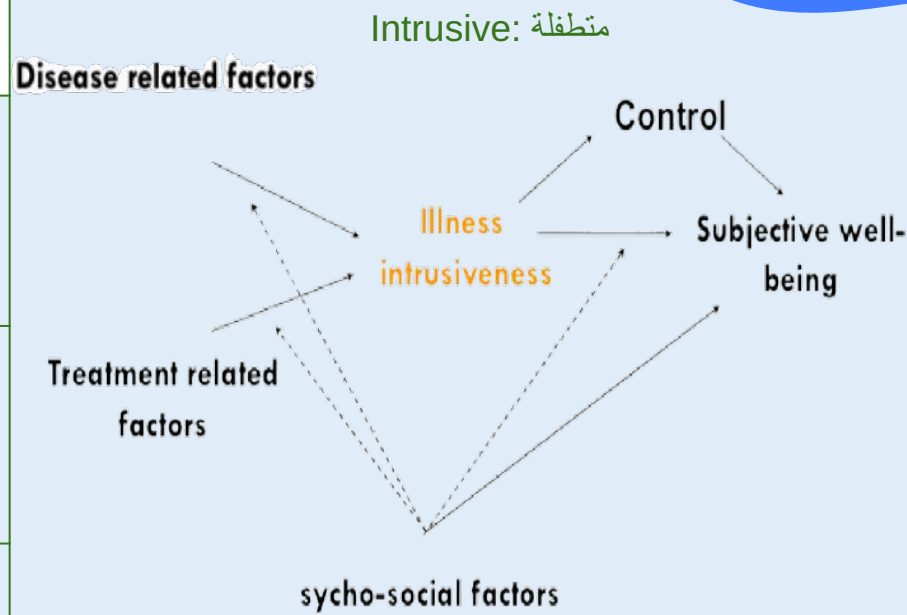 Intrusive: متطفلة
Disease related factors
Control
Illness
intrusiveness
Subjective well-
being
Treatment related
factors
sycho-social factors